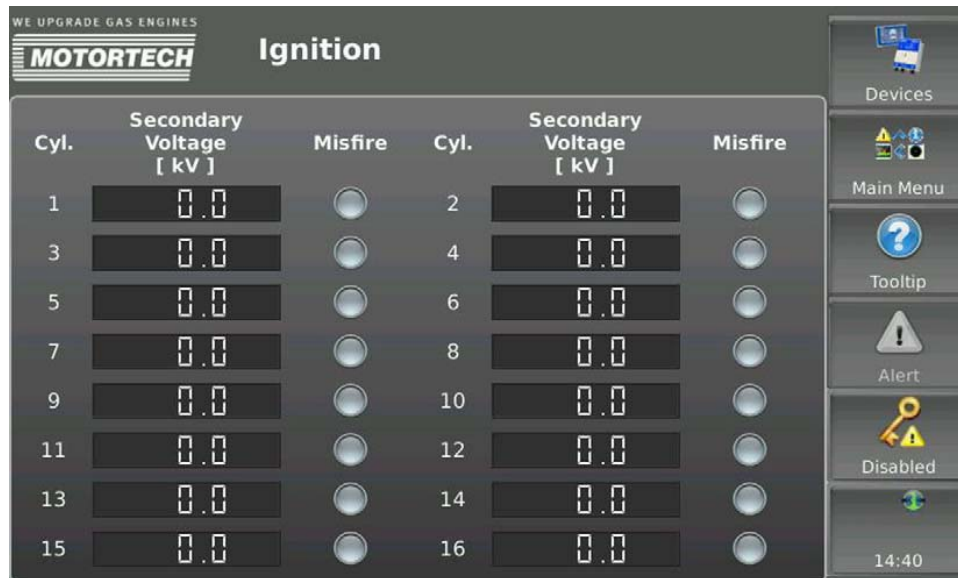 WE UPGRADE GAS ENGINES
MOTORTECH
Ignition
Cyl. Secondary Voltage [ kV ] Misfire Cyl. Secondary Voltage [ kV ] Misfire
1 0.0 2 0.0
3 0.0 4 0.0
5 0.0 6 0.0
7 0.0 8 0.0
9 0.0 10 0.0
11 0.0 12 0.0
13 0.0 14 0.0
15 0.0 16 0.0
Devices
Main Menu
Tooltip
Alert
Disabled
14:40